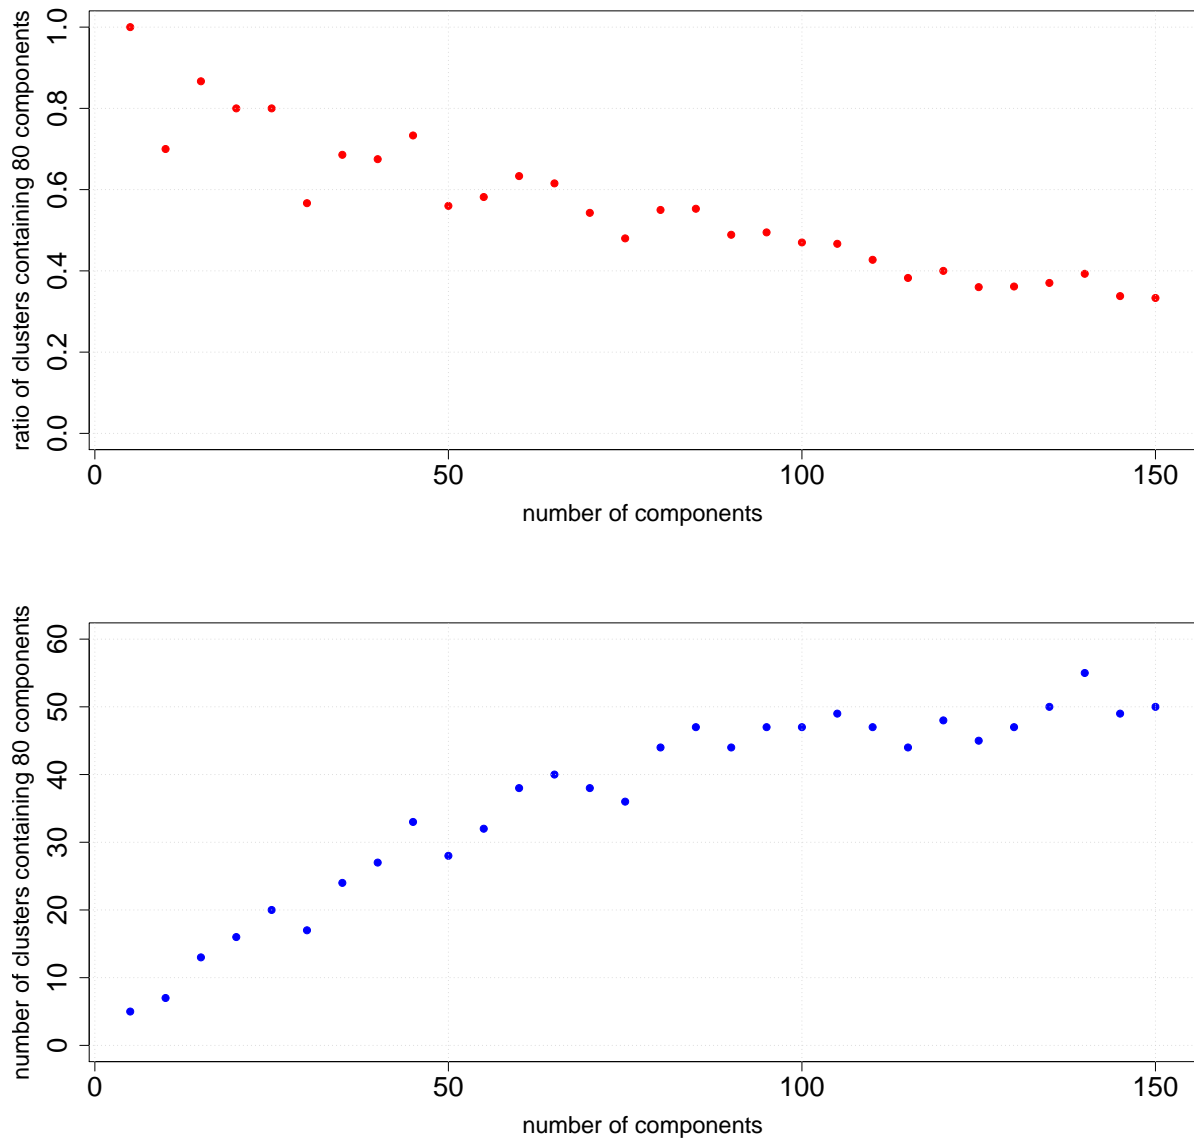 ratio of clusters containing 80 components
1.0
0.8
0.6
0.4
0.2
0.0
0 50 100 150
number of components
number of clusters containing 80 components
60
50
40
30
20
10
0
0 50 100 150
number of components